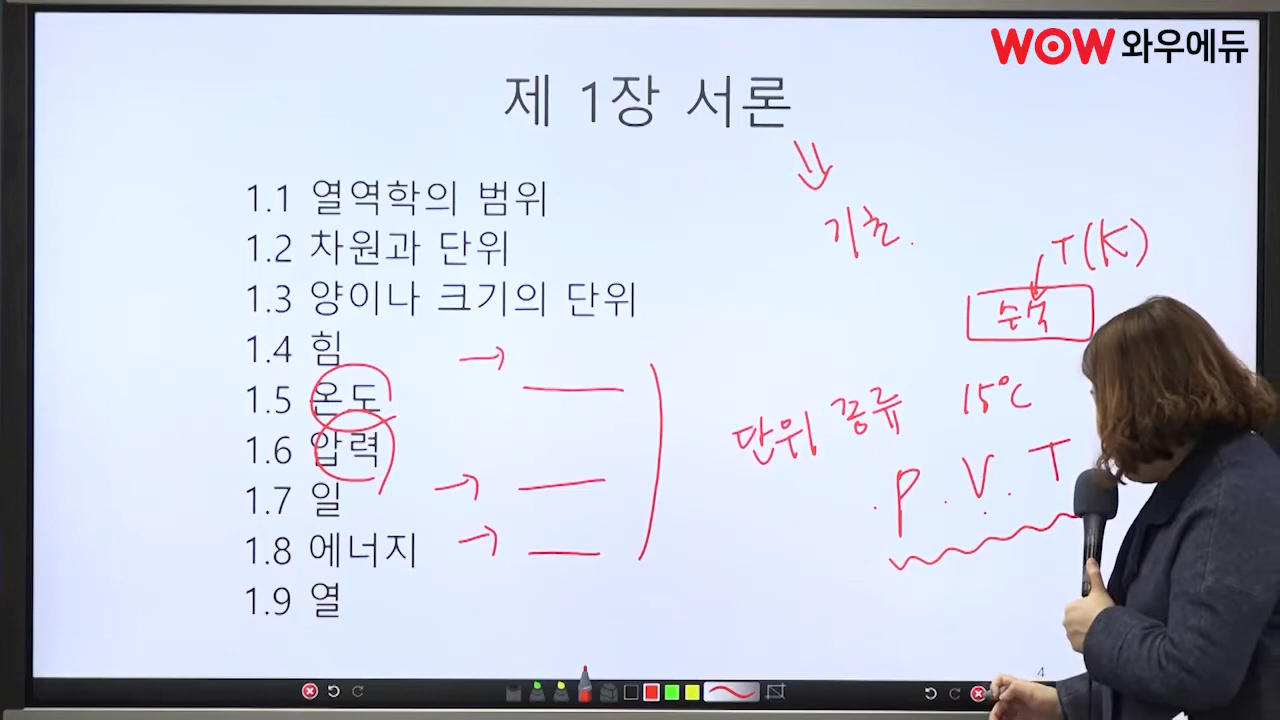 WOW 와우에듀
제 1장 서론
1.1 열역학의 범위
1.2 차원과 단위
1.3 양이나 크기의 단위
1.4 힘
1.5 온도
1.6 압력
1.7 일
1.8 에너지
1.9 열
기초.
T(K)
단위 종류
15℃
.P.V.T
4